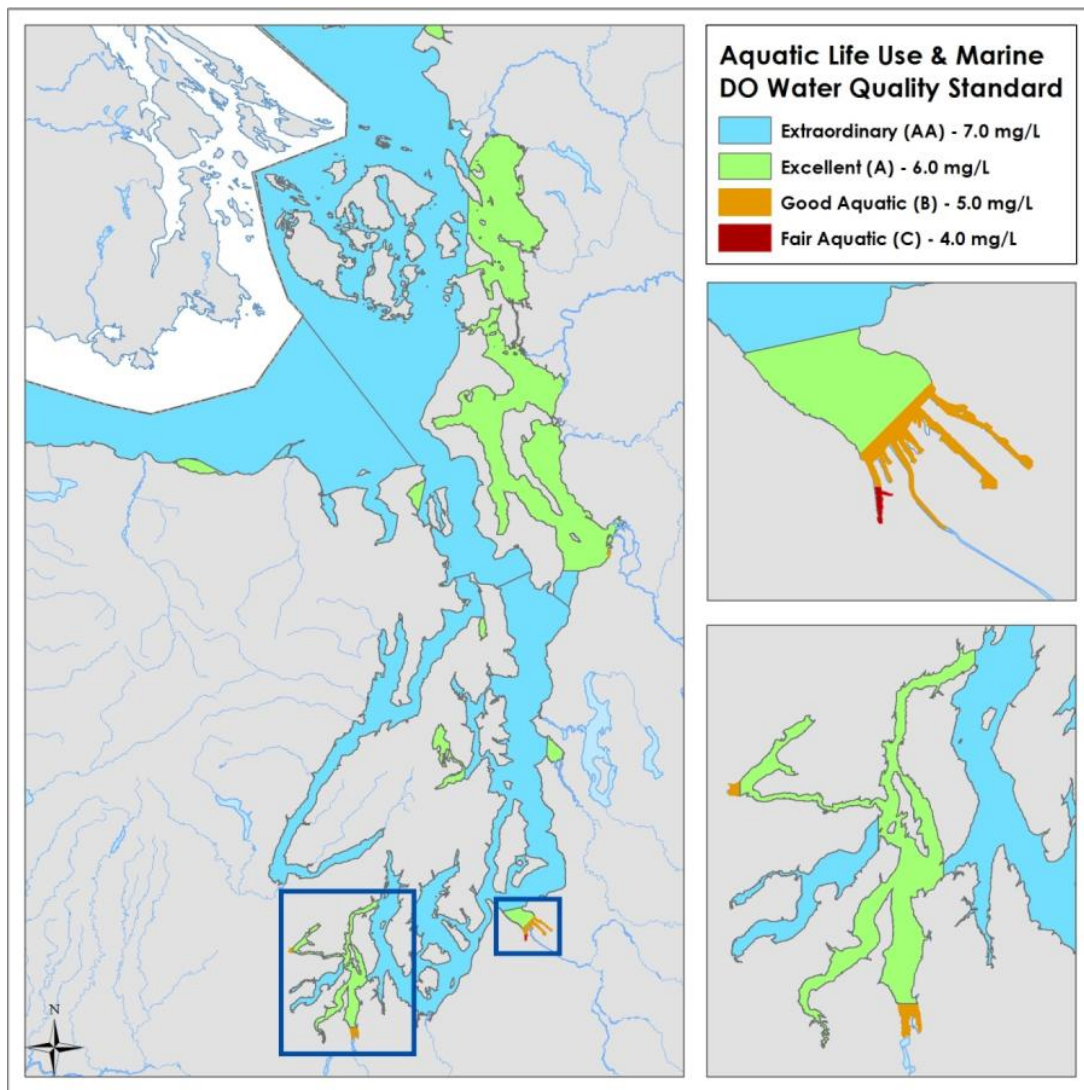 Aquatic Life Use & Marine
DO Water Quality Standard
Extraordinary (AA) - 7.0 mg/L
Excellent (A) - 6.0 mg/L
Good Aquatic (B) - 5.0 mg/L
Fair Aquatic (C) - 4.0 mg/L
N